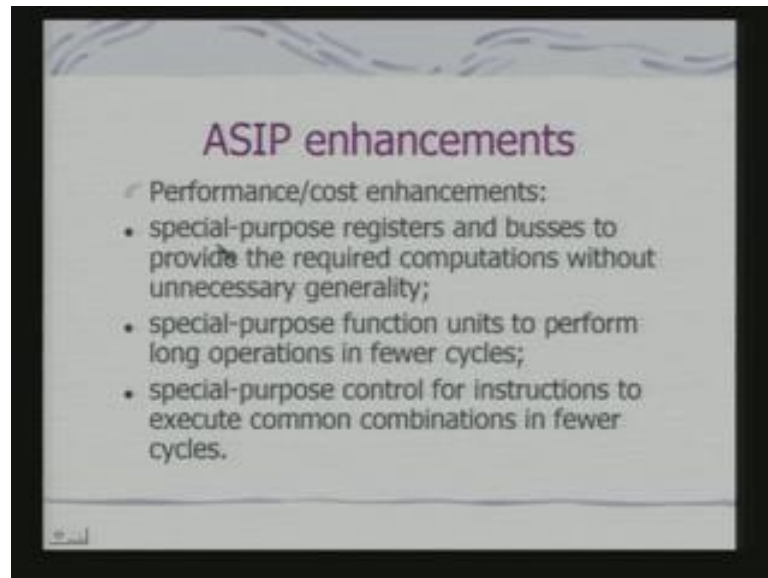 ASIP enhancements
Performance/cost enhancements:
• special-purpose registers and busses to
provide the required computations without
unnecessary generality;
• special-purpose function units to perform
long operations in fewer cycles;
• special-purpose control for instructions to
execute common combinations in fewer
cycles.